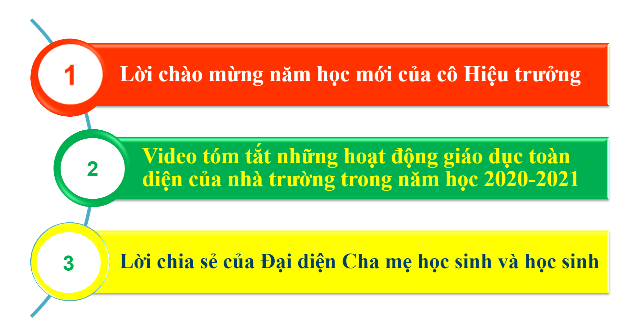 1
Lời chào mừng năm học mới của cô Hiệu trưởng
2
Video tóm tắt những hoạt động giáo dục toàn
diện của nhà trường trong năm học 2020-2021
3
Lời chia sẻ của Đại diện Cha mẹ học sinh và học sinh